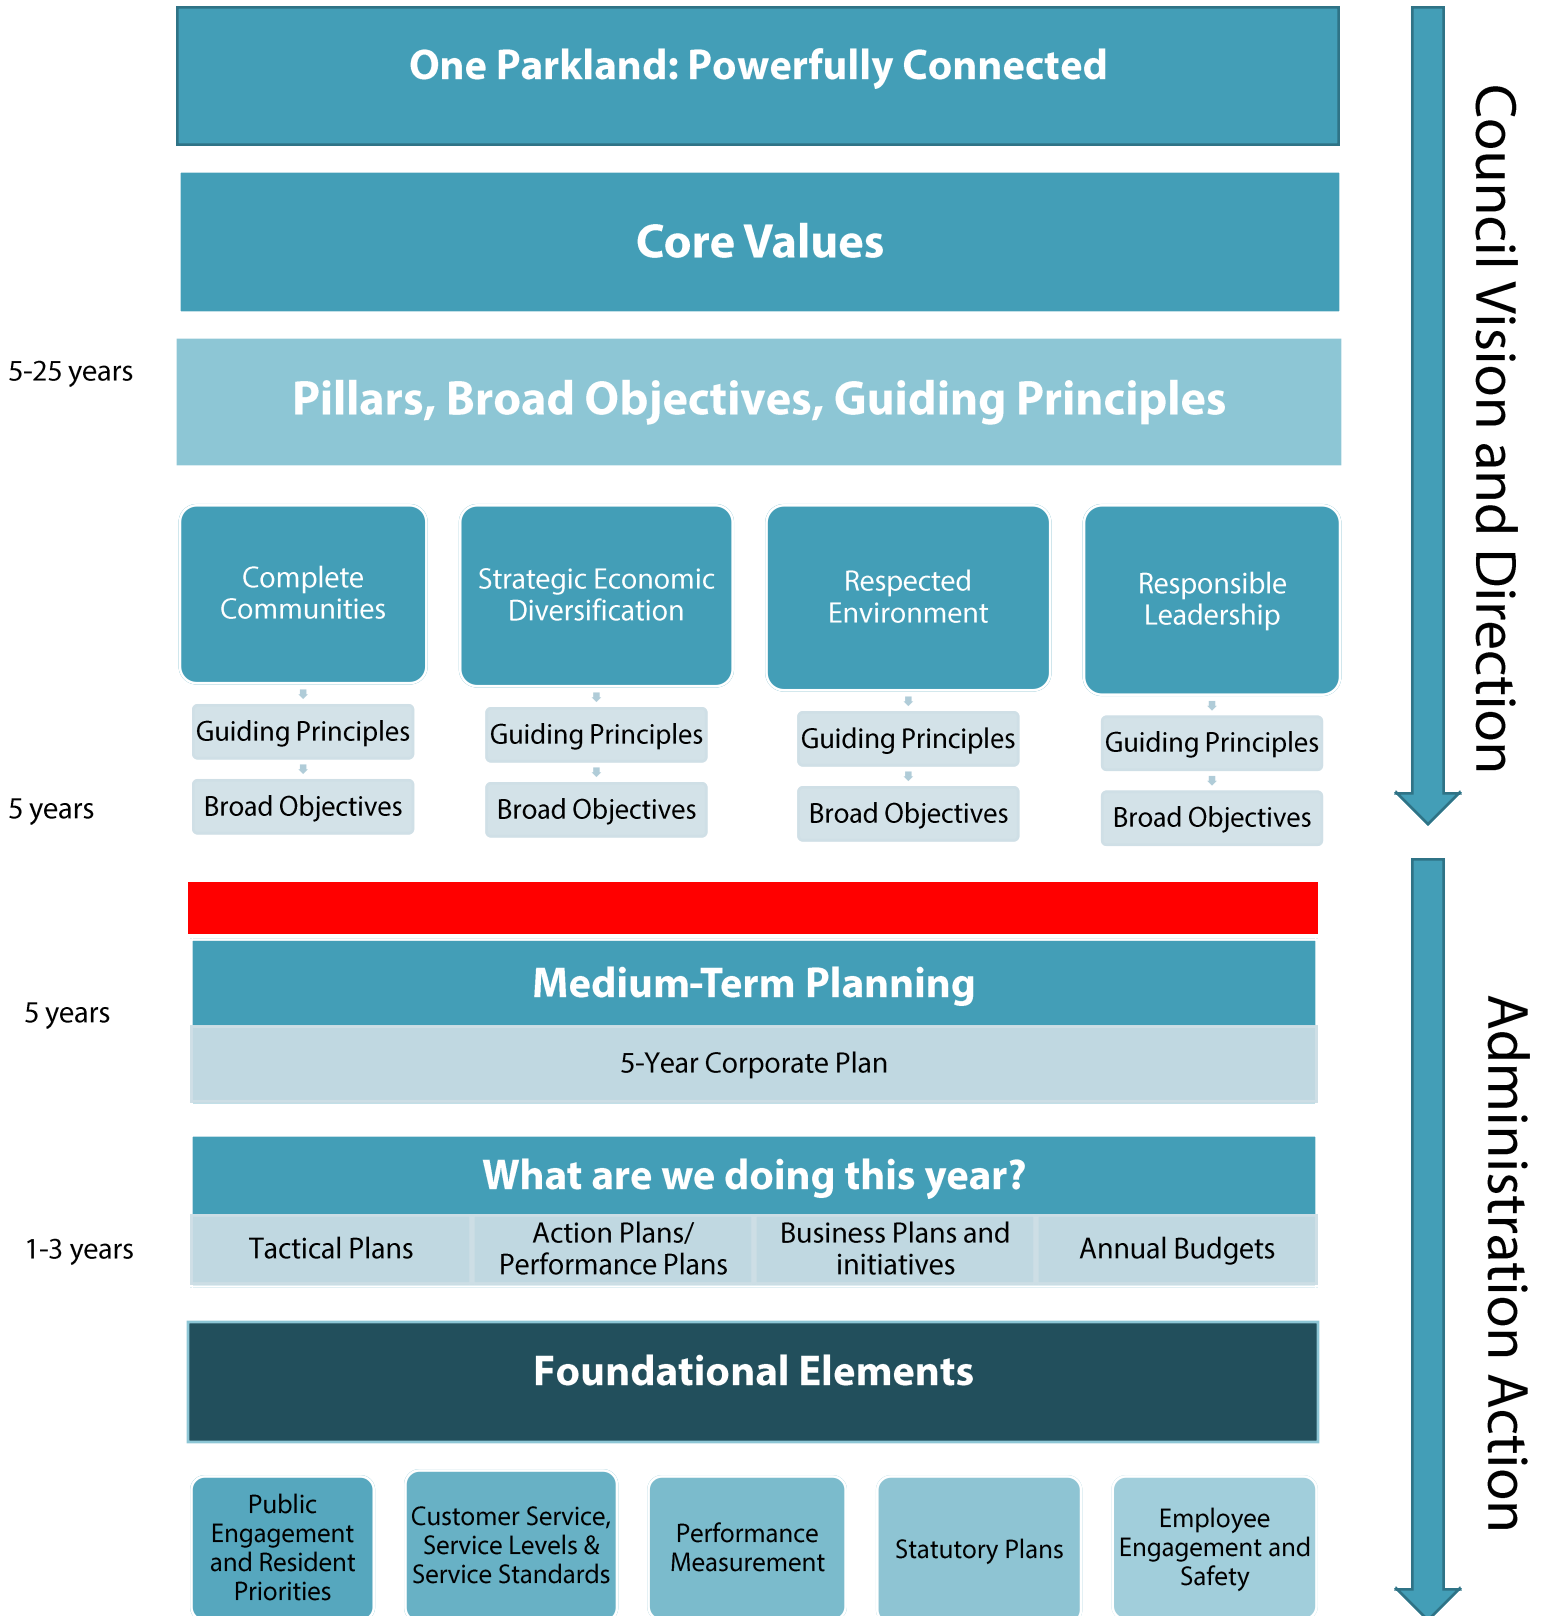 One Parkland: Powerfully Connected
Core Values
5-25 years
Pillars, Broad Objectives, Guiding Principles
Complete
Communities
Strategic Economic
Diversification
Respected
Environment
Responsible
Leadership
Guiding Principles
Guiding Principles
Guiding Principles
Guiding Principles
5 years
Broad Objectives
Broad Objectives
Broad Objectives
Broad Objectives
Council Vision and Direction
Medium-Term Planning
5 years
5-Year Corporate Plan
What are we doing this year?
1-3 years
Tactical Plans
Action Plans/
Performance Plans
Business Plans and
initiatives
Annual Budgets
Foundational Elements
Public
Engagement
and Resident
Priorities
Customer Service,
Service Levels &
Service Standards
Performance
Measurement
Statutory Plans
Employee
Engagement and
Safety
Administration Action